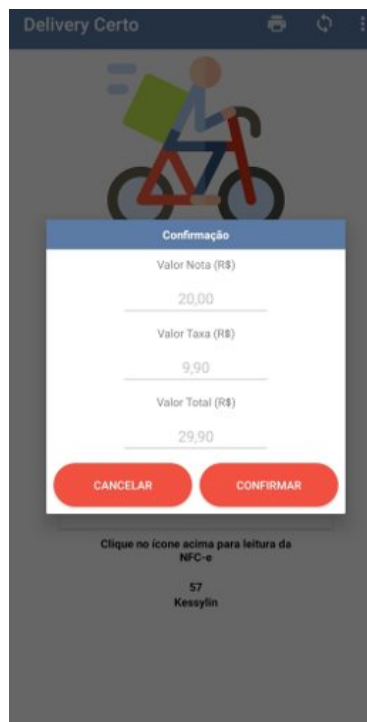 Delivery Certo
Confirmação
Valor Nota (R$)
20,00
Valor Taxa (R$)
9,90
Valor Total (R$)
29,90
CANCELAR CONFIRMAR
Clique no ícone acima para leitura da
NFC-e
57
Kessylin